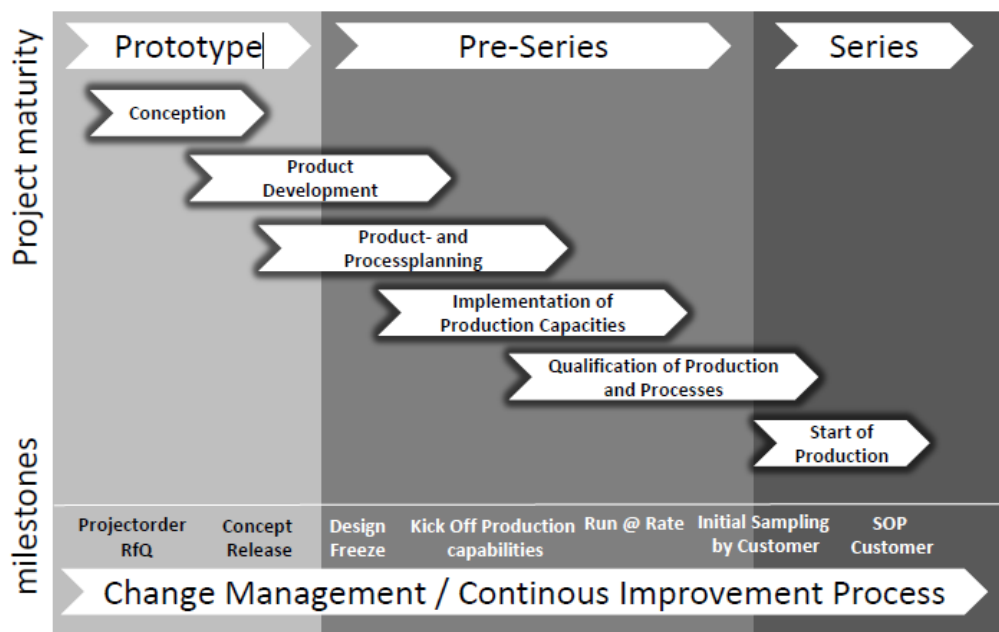 Project maturity
Prototype
Pre-Series
Series
Conception
Product
Development
Product- and
Processplanning
Implementation of
Production Capacities
Qualification of Production
and Processes
Start of
Production
milestones
Projectorder
RfQ
Concept
Release
Design
Freeze
Kick Off Production
capabilities
Run @ Rate
Initial Sampling
by Customer
SOP
Customer
Change Management / Continous Improvement Process